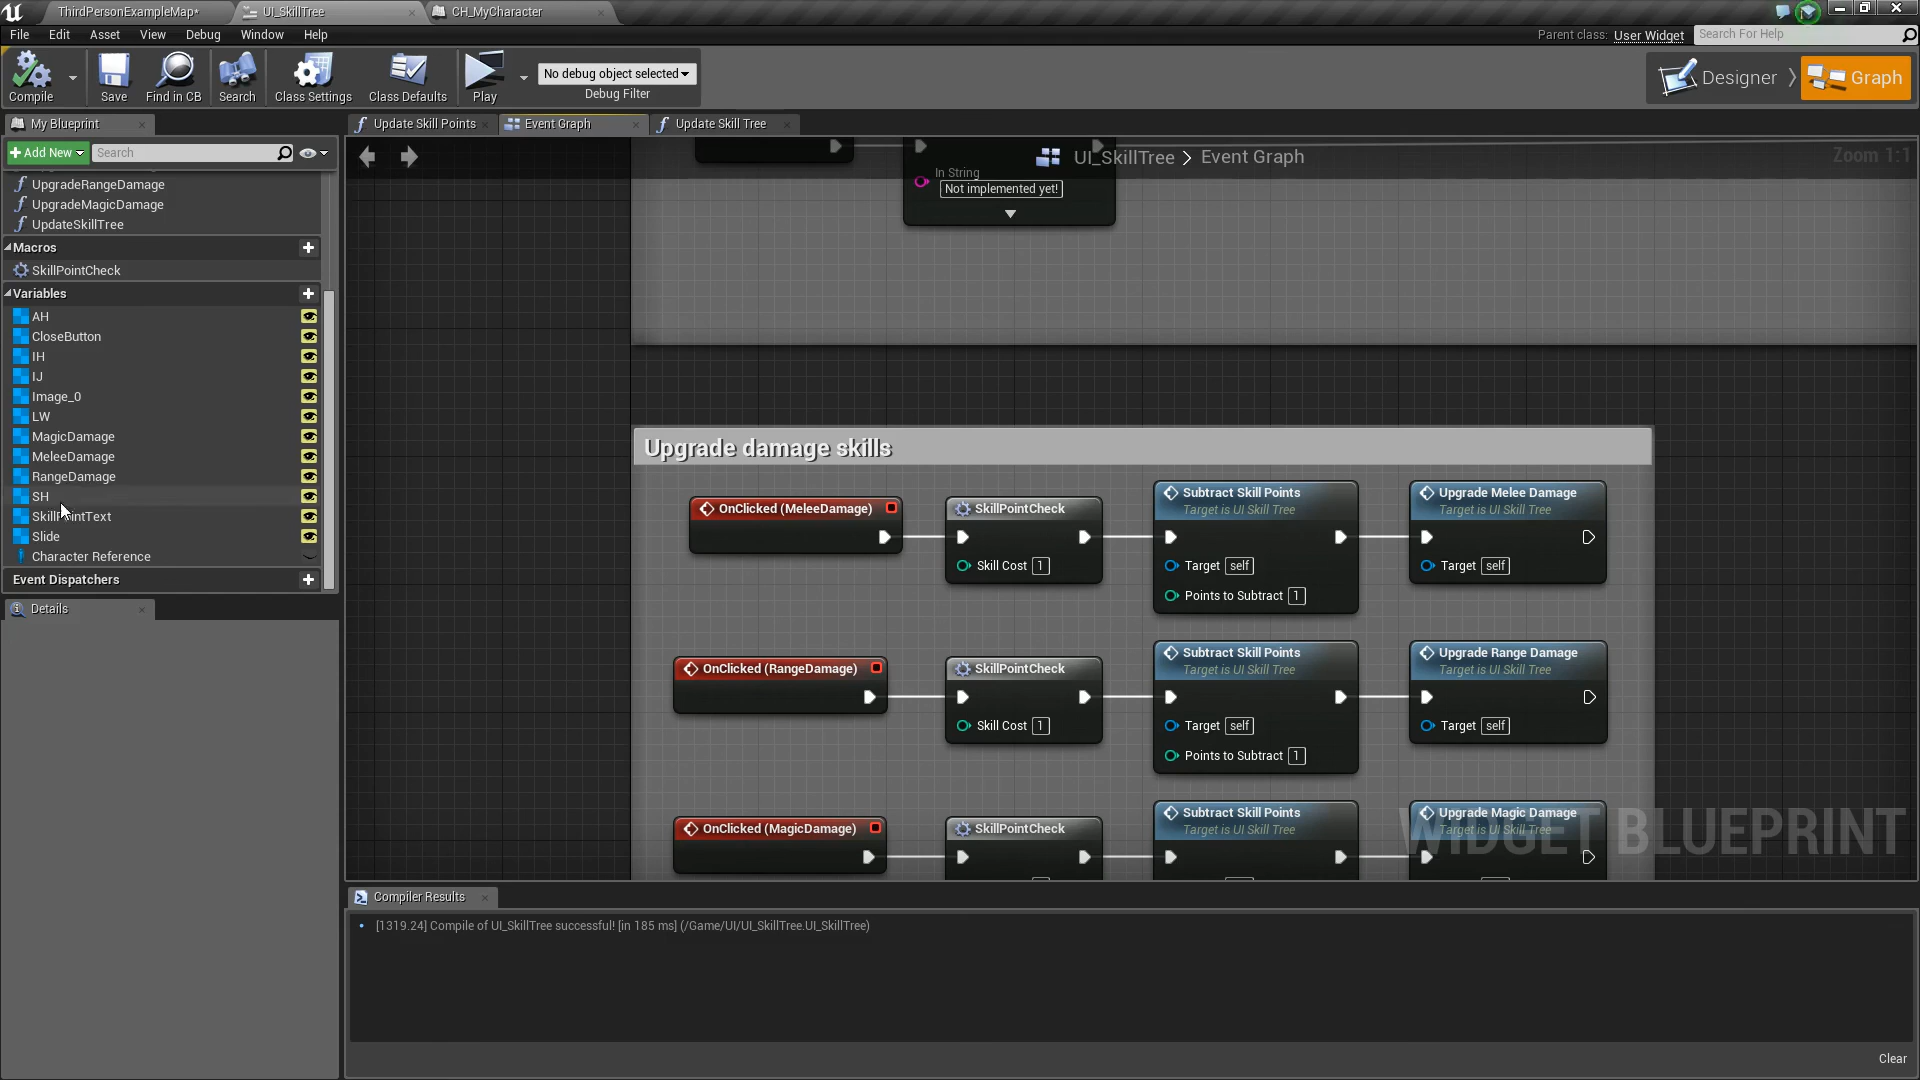 ThirdPersonExampleMap*
UI_SkillTree
CH_MyCharacter
File Edit Asset View Debug Window Help
Parent class: User Widget
Search For Help
Compile
Save
Find in CB
Search
Class Settings
Class Defaults
Play
No debug object selected
Debug Filter
Designer
Graph
My Blueprint
Update Skill Points
Event Graph
Update Skill Tree
Add New
Search
UI_SkillTree > Event Graph
Zoom 1:1
UpgradeRangeDamage
UpgradeMagicDamage
UpdateSkillTree
Macros
SkillPointCheck
Variables
AH
CloseButton
IH
IJ
Image_0
LW
MagicDamage
MeleeDamage
RangeDamage
SH
SkillPointText
Slide
Character Reference
Event Dispatchers
Details
In String
Not implemented yet!
Upgrade damage skills
OnClicked (MeleeDamage)
SkillPointCheck
Skill Cost 1
Subtract Skill Points
Target is UI Skill Tree
Target self
Points to Subtract 1
Upgrade Melee Damage
Target is UI Skill Tree
Target self
OnClicked (RangeDamage)
SkillPointCheck
Skill Cost 1
Subtract Skill Points
Target is UI Skill Tree
Target self
Points to Subtract 1
Upgrade Range Damage
Target is UI Skill Tree
Target self
OnClicked (MagicDamage)
SkillPointCheck
Subtract Skill Points
Target is UI Skill Tree
Upgrade Magic Damage
Target is UI Skill Tree
WIDGET BLUEPRINT
Compiler Results
[1319.24] Compile of UI_SkillTree successful! [in 185 ms] (/Game/UI/UI_SkillTree.UI_SkillTree)
Clear